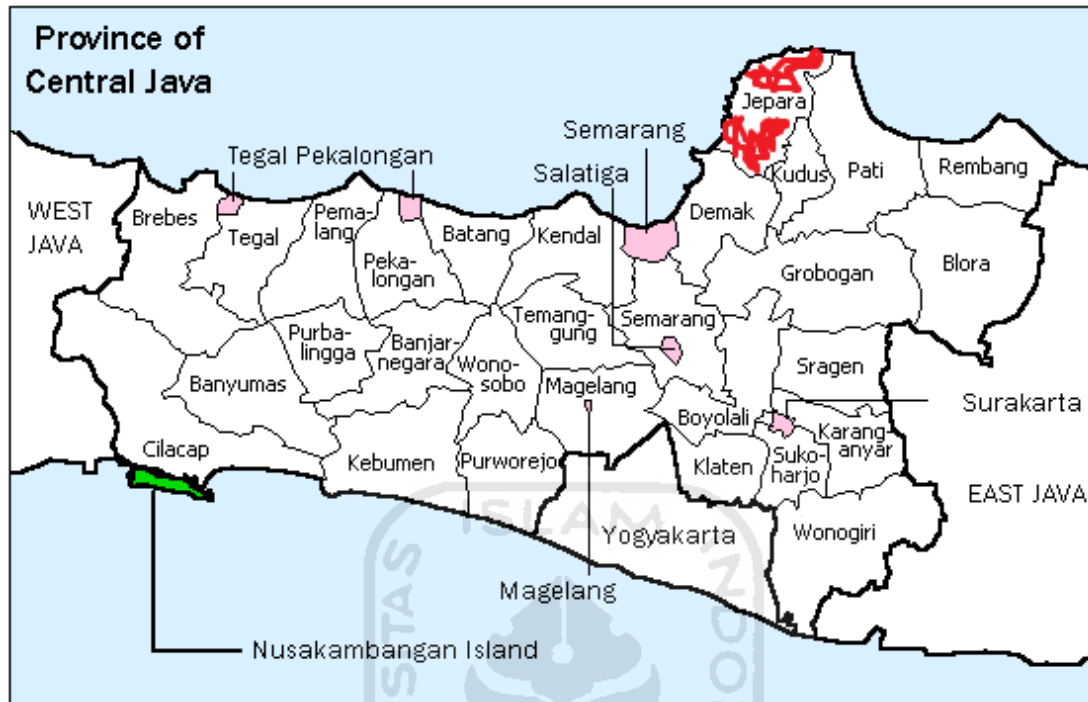 Province of
Central Java
Jepara
Semarang
Tegal Pekalongan
Salatiga
Kudus
Pati
Rembang
WEST
JAVA
Brebes
Tegal
Pema-
lang
Peka-
longan
Batang
Kendal
Demak
Grobogan
Blora
Purba-
lingga
Banjar-
negara
Wono-
sobo
Temang-
gung
Semarang
Sragen
Banyumas
Magelang
Boyolali
Surakarta
Karang-
anyar
Cilacap
Kebumen
Purworejo
Klaten
Suko-
harjo
EAST JAVA
Wonogiri
Yogyakarta
Magelang
Nusakambangan Island
ISLAM